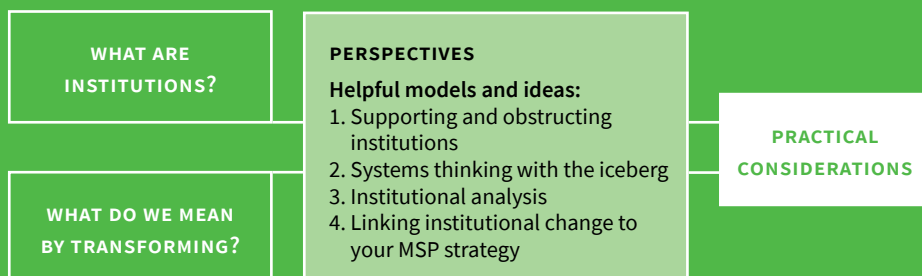 WHAT ARE
INSTITUTIONS?
WHAT DO WE MEAN
BY TRANSFORMING?
PERSPECTIVES
Helpful models and ideas:
1. Supporting and obstructing
institutions
2. Systems thinking with the iceberg
3. Institutional analysis
4. Linking institutional change to
your MSP strategy
PRACTICAL
CONSIDERATIONS